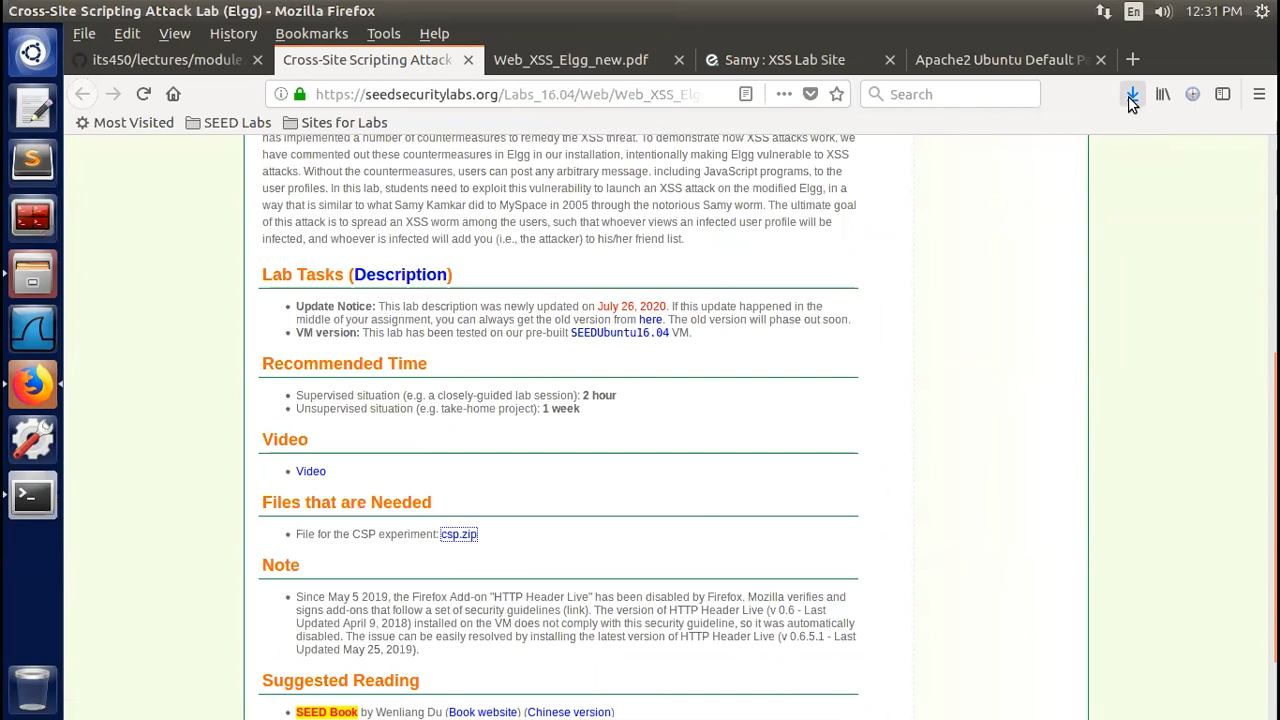 Cross-Site Scripting Attack Lab (Elgg) - Mozilla Firefox
En
12:31 PM
File Edit View History Bookmarks Tools Help
its450/lectures/module
Cross-Site Scripting Attack
Web_XSS_Elgg_new.pdf
Samy : XSS Lab Site
Apache2 Ubuntu Default P
https://seedsecuritylabs.org/Labs_16.04/Web/Web_XSS_Elg
Search
Most Visited
SEED Labs
Sites for Labs
has implemented a number of countermeasures to remedy the XSS threat. To demonstrate how XSS attacks work, we
have commented out these countermeasures in Elgg in our installation, intentionally making Elgg vulnerable to XSS
attacks. Without the countermeasures, users can post any arbitrary message. including JavaScript programs, to the
user profiles. In this lab, students need to exploit this vulnerability to launch an XSS attack on the modified Elgg, in a
way that is similar to what Samy Kamkar did to MySpace in 2005 through the notorious Samy worm. The ultimate goal
of this attack is to spread an XSS worm among the users, such that whoever views an infected user profile will be
infected, and whoever is infected will add you (i.e., the attacker) to his/her friend list.
Lab Tasks (Description)
Update Notice: This lab description was newly updated on July 26, 2020. If this update happened in the
middle of your assignment, you can always get the old version from here. The old version will phase out soon.
VM version: This lab has been tested on our pre-built SEEDUbuntu16.04 VM.
Recommended Time
Supervised situation (e.g. a closely-guided lab session): 2 hour
Unsupervised situation (e.g. take-home project): 1 week
Video
Video
Files that are Needed
File for the CSP experiment: csp.zip
Note
Since May 5 2019, the Firefox Add-on "HTTP Header Live" has been disabled by Firefox. Mozilla verifies and
signs add-ons that follow a set of security guidelines (link). The version of HTTP Header Live (v 0.6 - Last
Updated April 9, 2018) installed on the VM does not comply with this security guideline, so it was automatically
disabled. The issue can be easily resolved by installing the latest version of HTTP Header Live (v 0.6.5.1 - Last
Updated May 25, 2019).
Suggested Reading
SEED Book by Wenliang Du (Book website) (Chinese version)